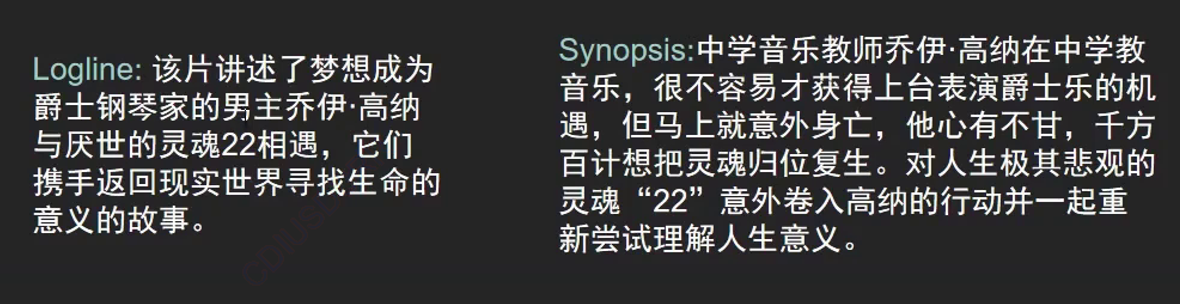 Logline: 该片讲述了梦想成为
爵士钢琴家的男主乔伊·高纳
与厌世的灵魂22相遇，它们
携手返回现实世界寻找生命的
意义的故事。
Synopsis:中学音乐教师乔伊·高纳在中学教
音乐，很不容易才获得上台表演爵士乐的机
遇，但马上就意外身亡，他心有不甘，千方
百计想把灵魂归位复生。对人生极其悲观的
灵魂“22”意外卷入高纳的行动并一起重
新尝试理解人生意义。